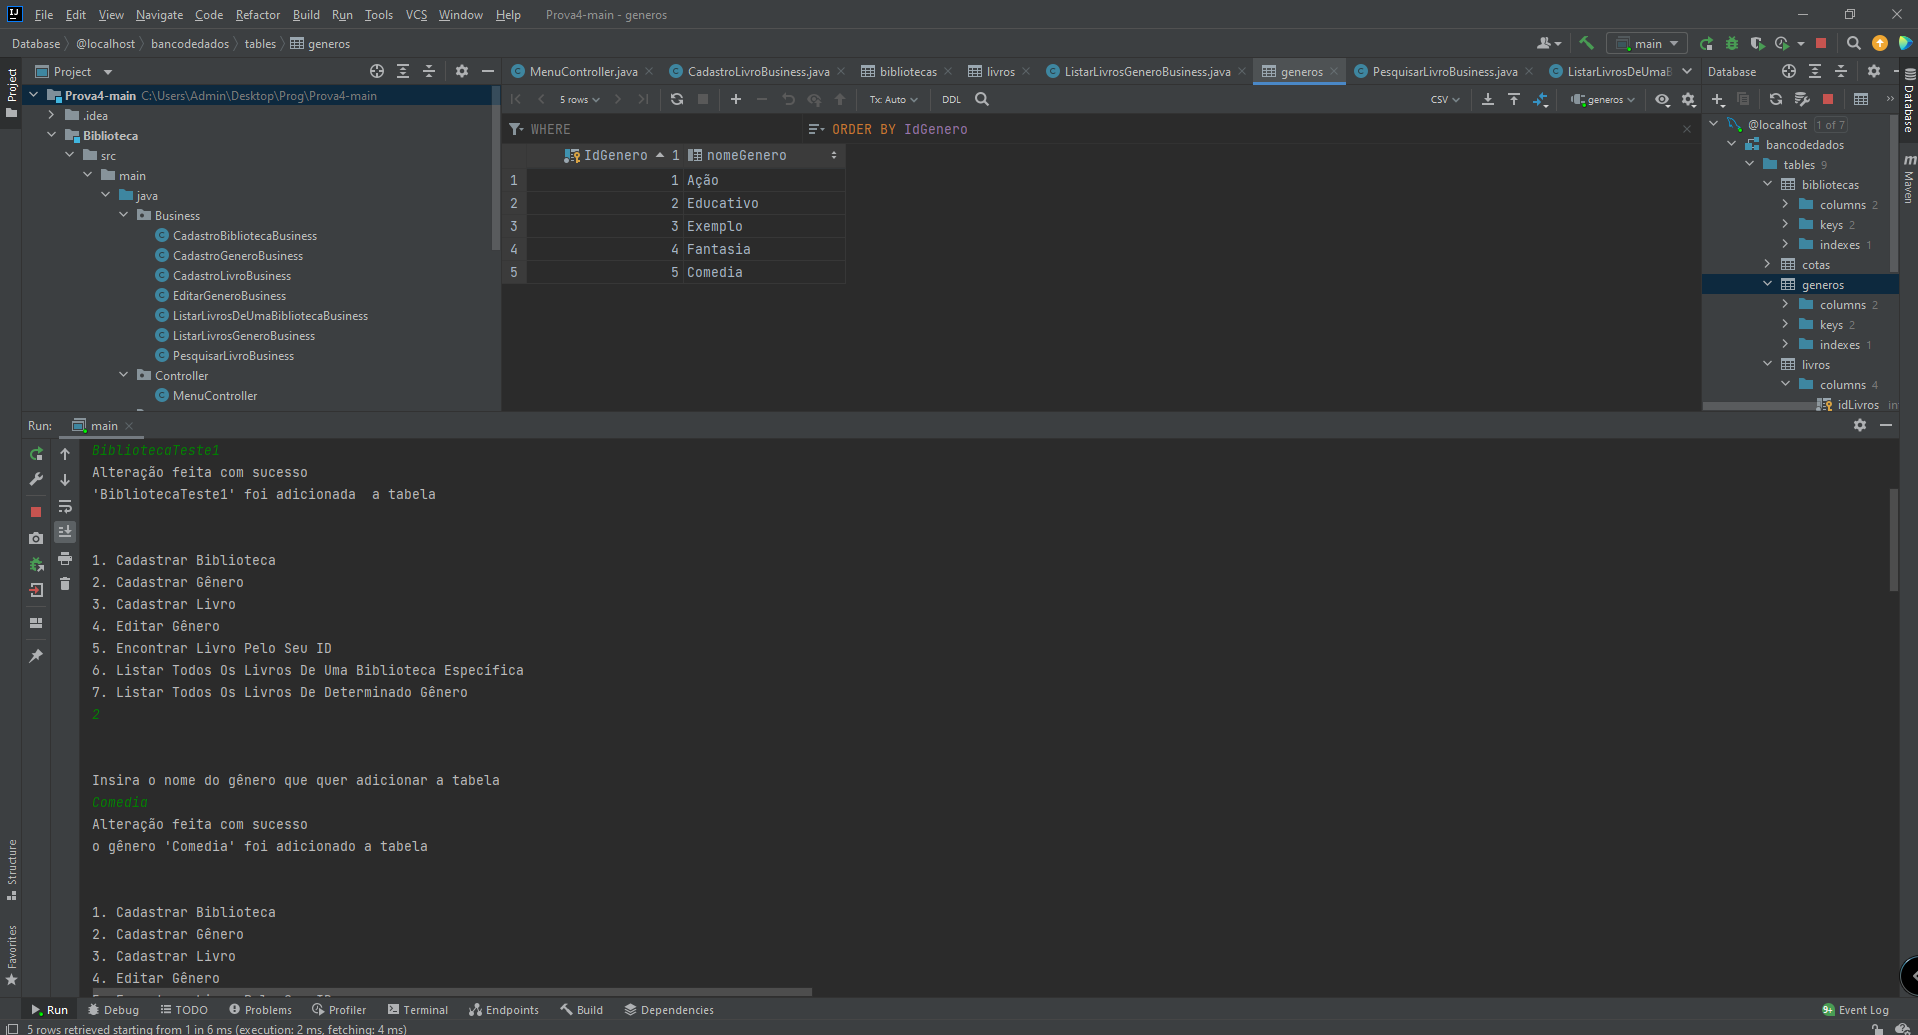 File Edit View Navigate Code Refactor Build Run Tools VCS Window Help Prova4-main - generos
Database @localhost bancodedados tables generos main
Project
MenuController.java CadastroLivroBusiness.java bibliotecas livros ListarLivrosGeneroBusiness.java generos PesquisarLivroBusiness.java ListarLivrosDeUmaB
Database
Project
Prova4-main C:\Users\Admin\Desktop\Prog\Prova4-main
.idea
Biblioteca
src
main
java
Business
CadastroBibliotecaBusiness
CadastroGeneroBusiness
CadastroLivroBusiness
EditarGeneroBusiness
ListarLivrosDeUmaBibliotecaBusiness
ListarLivrosGeneroBusiness
PesquisarLivroBusiness
Controller
MenuController
5 rows Tx: Auto DDL CSV generos
WHERE ORDER BY IdGenero
IdGenero 1 nomeGenero
1 1 Ação
2 2 Educativo
3 3 Exemplo
4 4 Fantasia
5 5 Comedia
@localhost 1 of 7
bancodedados
tables 9
bibliotecas
columns 2
keys 2
indexes 1
cotas
generos
columns 2
keys 2
indexes 1
livros
columns 4
idLivros in
Database
m Maven
Run: main
BibliotecaTeste1
Alteração feita com sucesso
'BibliotecaTeste1' foi adicionada  a tabela
1. Cadastrar Biblioteca
2. Cadastrar Gênero
3. Cadastrar Livro
4. Editar Gênero
5. Encontrar Livro Pelo Seu ID
6. Listar Todos Os Livros De Uma Biblioteca Específica
7. Listar Todos Os Livros De Determinado Gênero
2
Insira o nome do gênero que quer adicionar a tabela
Comedia
Alteração feita com sucesso
o gênero 'Comedia' foi adicionado a tabela
1. Cadastrar Biblioteca
2. Cadastrar Gênero
3. Cadastrar Livro
4. Editar Gênero
Structure
Favorites
Run Debug TODO Problems Profiler Terminal Endpoints Build Dependencies 9+ Event Log
5 rows retrieved starting from 1 in 6 ms (execution: 2 ms, fetching: 4 ms)